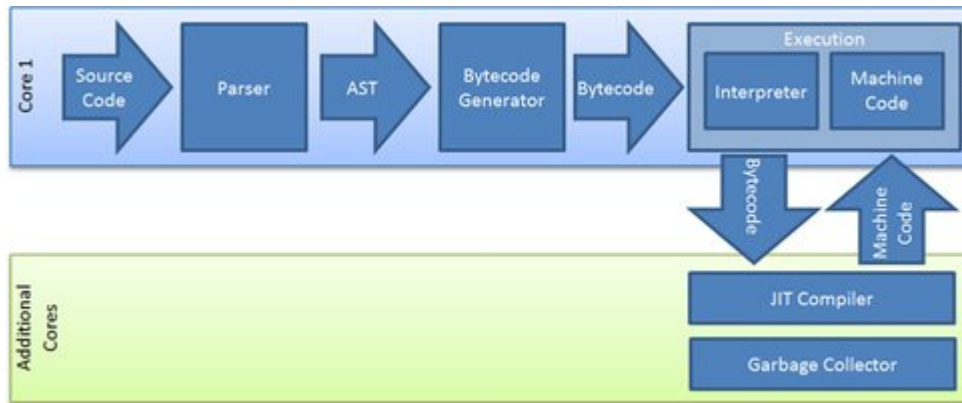 Core 1
Source
Code
Parser
AST
Bytecode
Generator
Bytecode
Execution
Interpreter
Machine
Code
Bytecode
Machine
Code
Additional
Cores
JIT Compiler
Garbage Collector